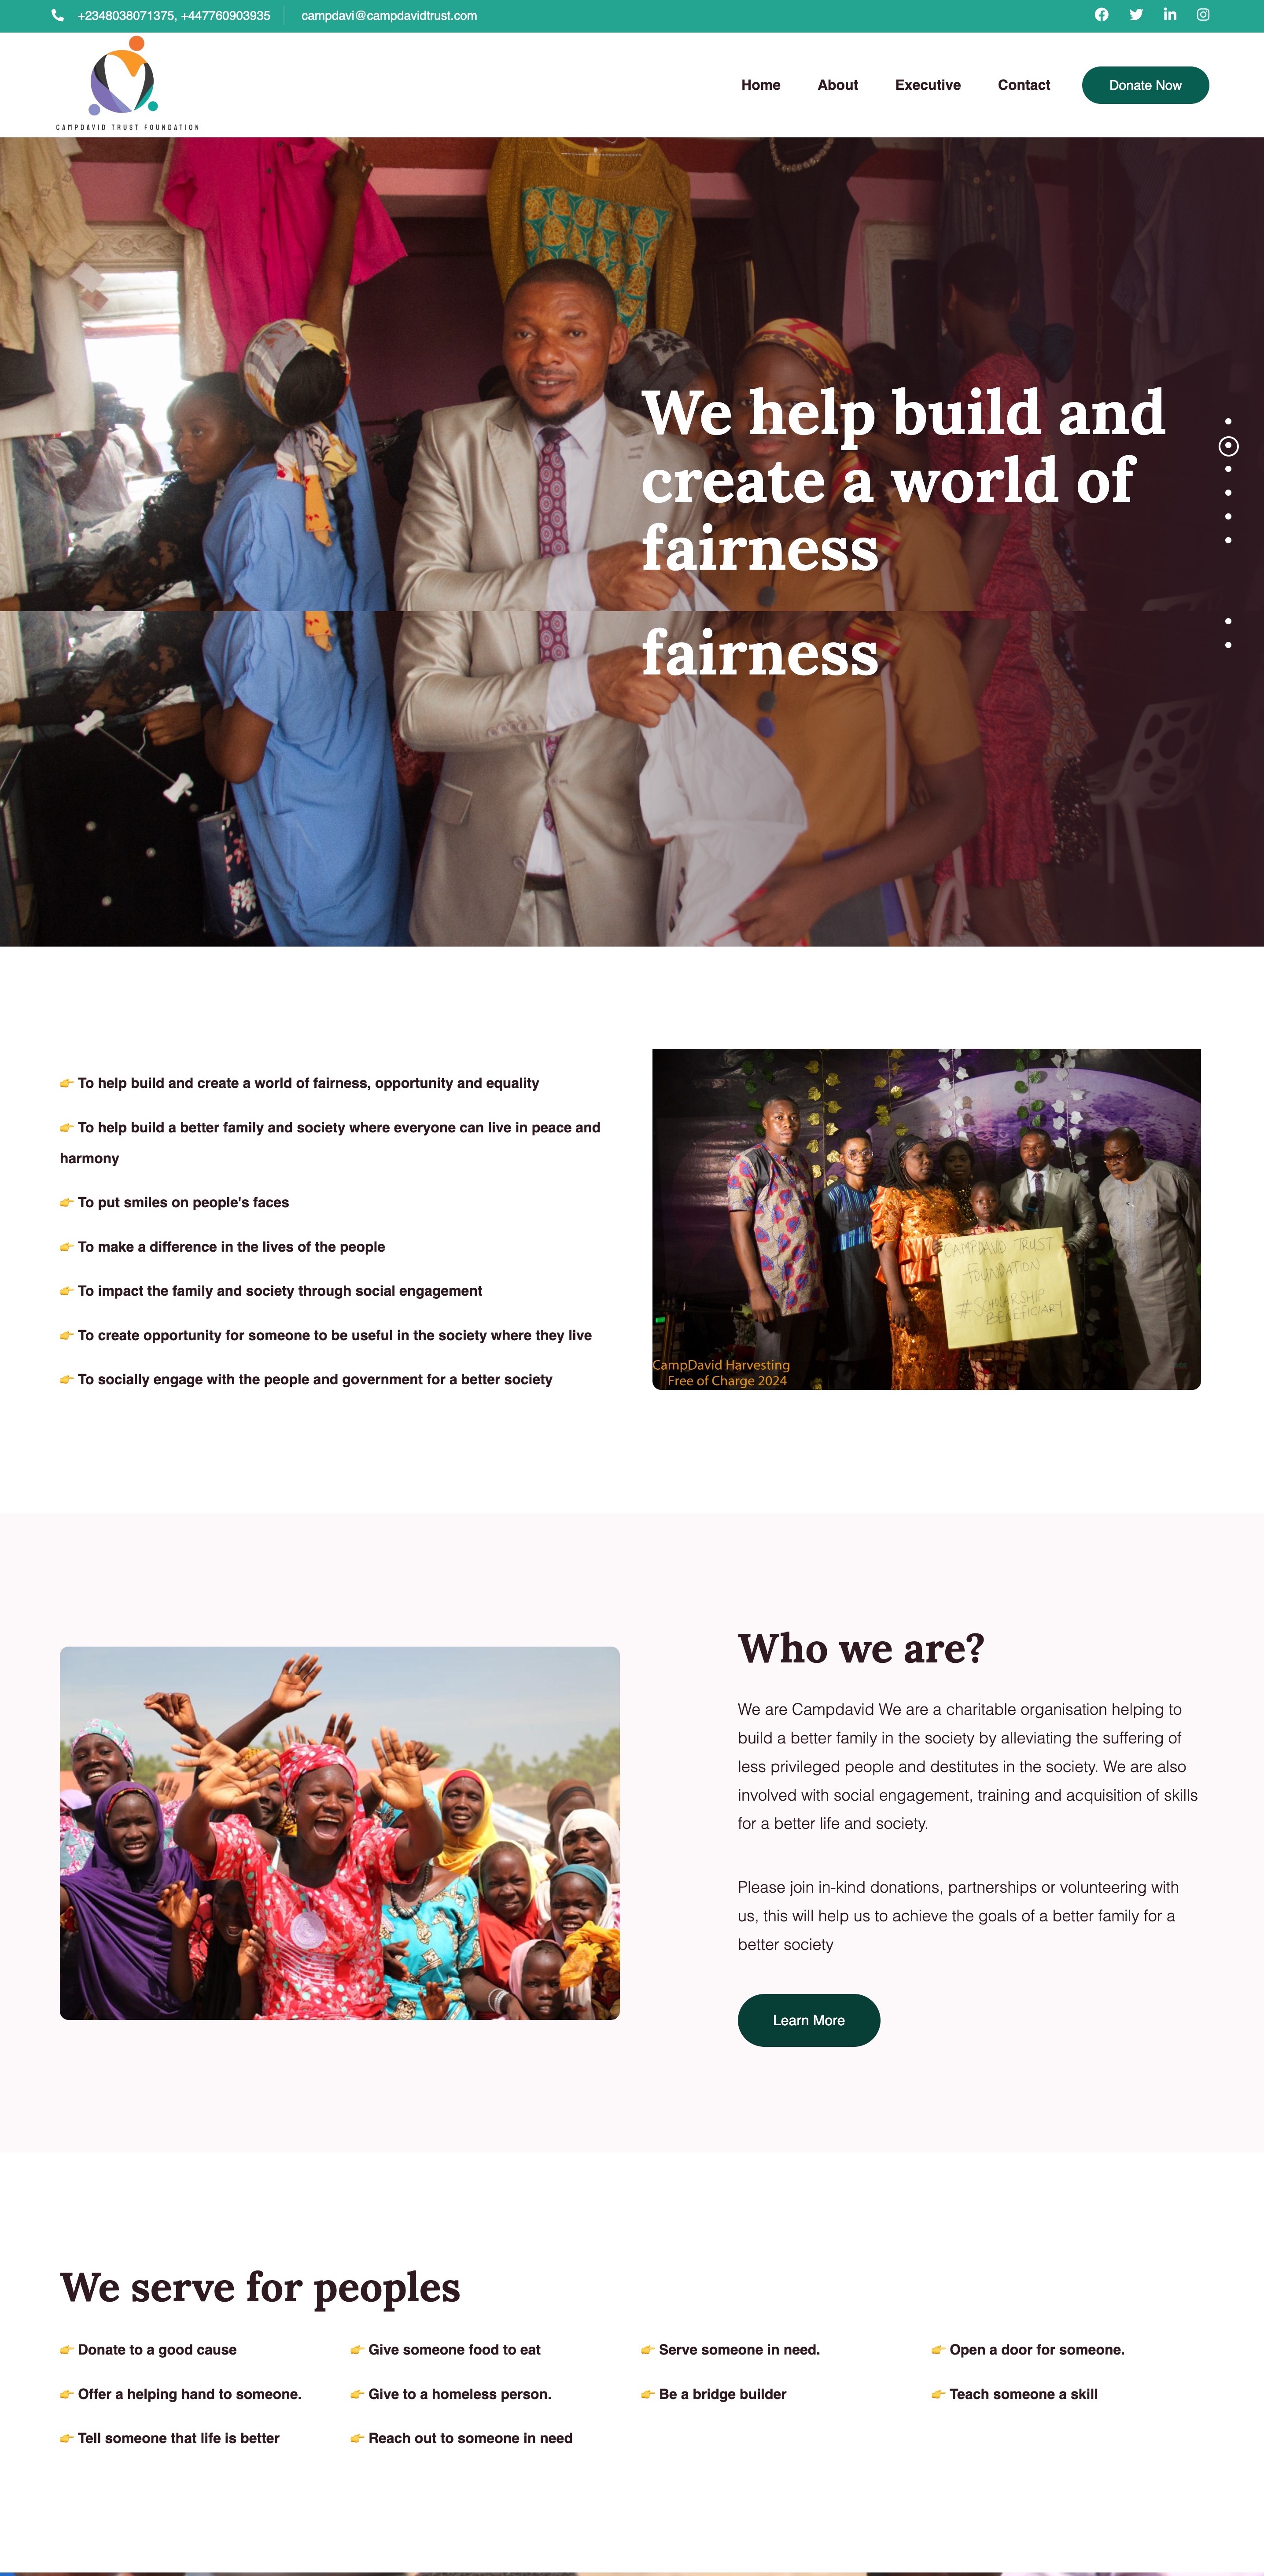 +2348038071375, +447760903935
campdavi@campdavidtrust.com
CAMPDAVID TRUST FOUNDATION
Home
About
Executive
Contact
Donate Now
We help build and
create a world of
fairness
fairness
👉 To help build and create a world of fairness, opportunity and equality
👉 To help build a better family and society where everyone can live in peace and
harmony
👉 To put smiles on people's faces
👉 To make a difference in the lives of the people
👉 To impact the family and society through social engagement
👉 To create opportunity for someone to be useful in the society where they live
👉 To socially engage with the people and government for a better society
CAMPDAVID TRUST
FOUNDATION
#SCHOLARSHIP
BENEFICIARY
CampDavid Harvesting
Free of Charge 2024
Who we are?
We are Campdavid We are a charitable organisation helping to
build a better family in the society by alleviating the suffering of
less privileged people and destitutes in the society. We are also
involved with social engagement, training and acquisition of skills
for a better life and society.
Please join in-kind donations, partnerships or volunteering with
us, this will help us to achieve the goals of a better family for a
better society
Learn More
We serve for peoples
👉 Donate to a good cause
👉 Give someone food to eat
👉 Serve someone in need.
👉 Open a door for someone.
👉 Offer a helping hand to someone.
👉 Give to a homeless person.
👉 Be a bridge builder
👉 Teach someone a skill
👉 Tell someone that life is better
👉 Reach out to someone in need